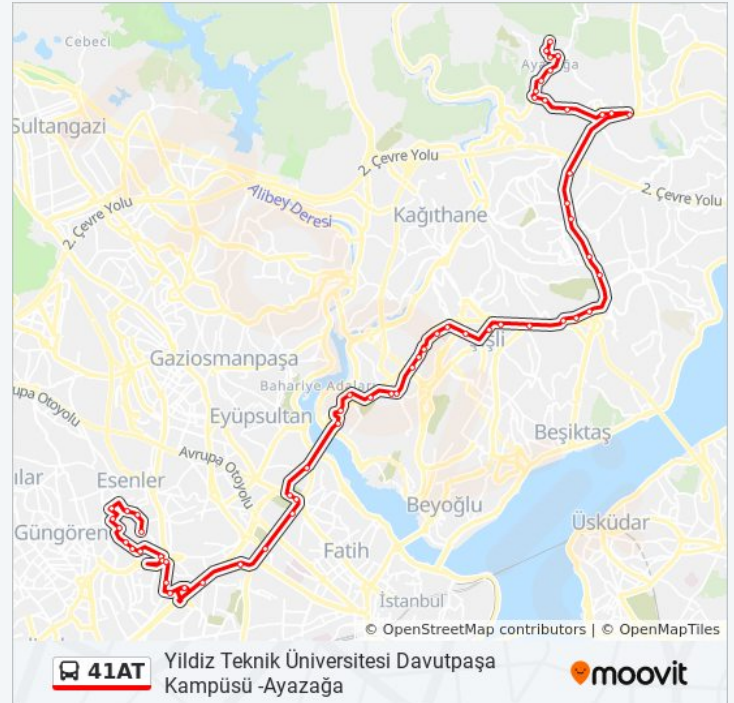 Cebeci
Ayazağa
Sultangazi
2. Çevre Yolu
2. Çevre Yolu
Alibey Deresi
Kağıthane
2. Çevre Yolu
Gaziosmanpaşa
Bahariye Adaları
Eyüpsultan
Avrupa Otoyolu
Beşiktaş
Esenler
Beyoğlu
Üsküdar
Güngören
Fatih
İstanbul
© OpenStreetMap contributors | © OpenMapTiles
41AT
Yildiz Teknik Üniversitesi Davutpaşa
Kampüsü -Ayazağa
moovit